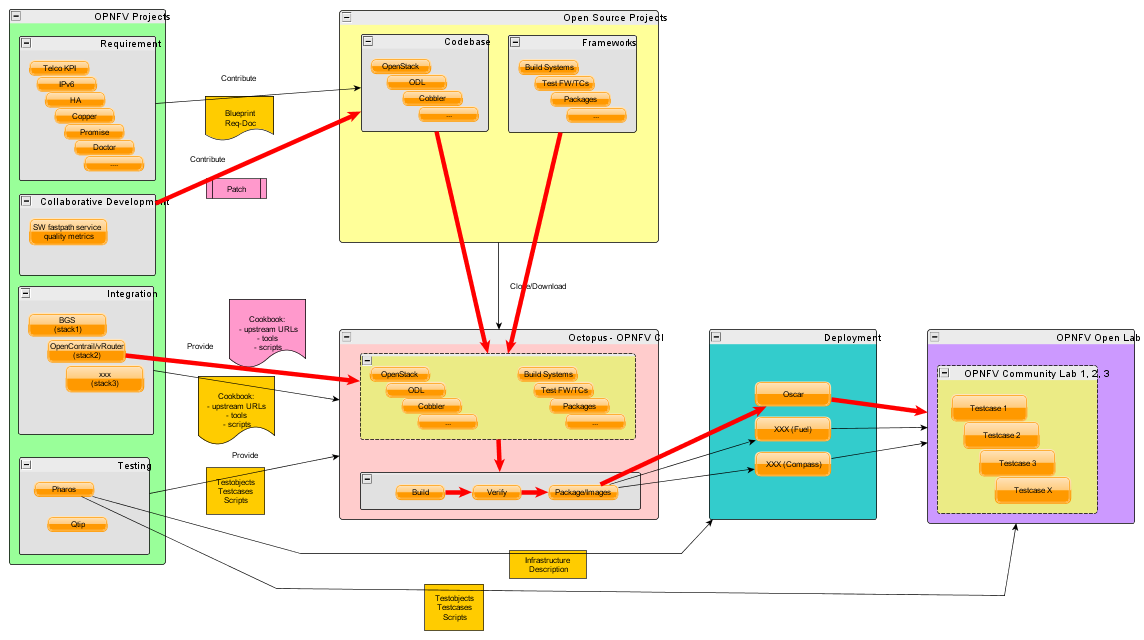 OPNFV Projects
Requirement
Telco KPI
IPv6
HA
Copper
Promise
Doctor
....
Collaborative Development
SW fastpath service
quality metrics
Integration
BGS
(stack1)
OpenContrail/vRouter
(stack2)
xxx
(stack3)
Testing
Pharos
Qtip
Contribute
Blueprint
Req-Doc
Contribute
Patch
Cookbook:
- upstream URLs
- tools
- scripts
Provide
Cookbook:
- upstream URLs
- tools
- scripts
Provide
Testobjects
Testcases
Scripts
Open Source Projects
Codebase
OpenStack
ODL
Cobbler
...
Frameworks
Build Systems
Test FW/TCs
Packages
...
Clone/Download
Octopus - OPNFV CI
OpenStack
ODL
Cobbler
...
Build Systems
Test FW/TCs
Packages
...
Build
Verify
Package/Images
Deployment
Oscar
XXX (Fuel)
XXX (Compass)
OPNFV Open Lab
OPNFV Community Lab 1, 2, 3
Testcase 1
Testcase 2
Testcase 3
Testcase X
Infrastructure
Description
Testobjects
Testcases
Scripts